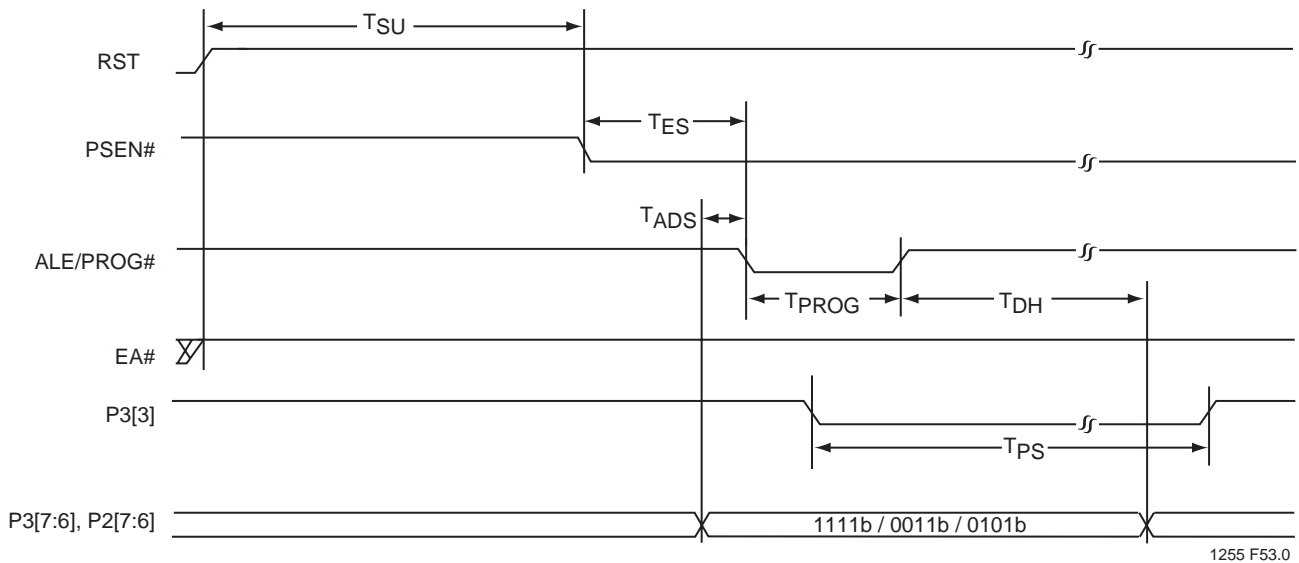 TSU
RST
TES
PSEN#
TADS
ALE/PROG#
TPROG
TDH
EA#
P3[3]
TPS
P3[7:6], P2[7:6]
1111b / 0011b / 0101b
1255 F53.0